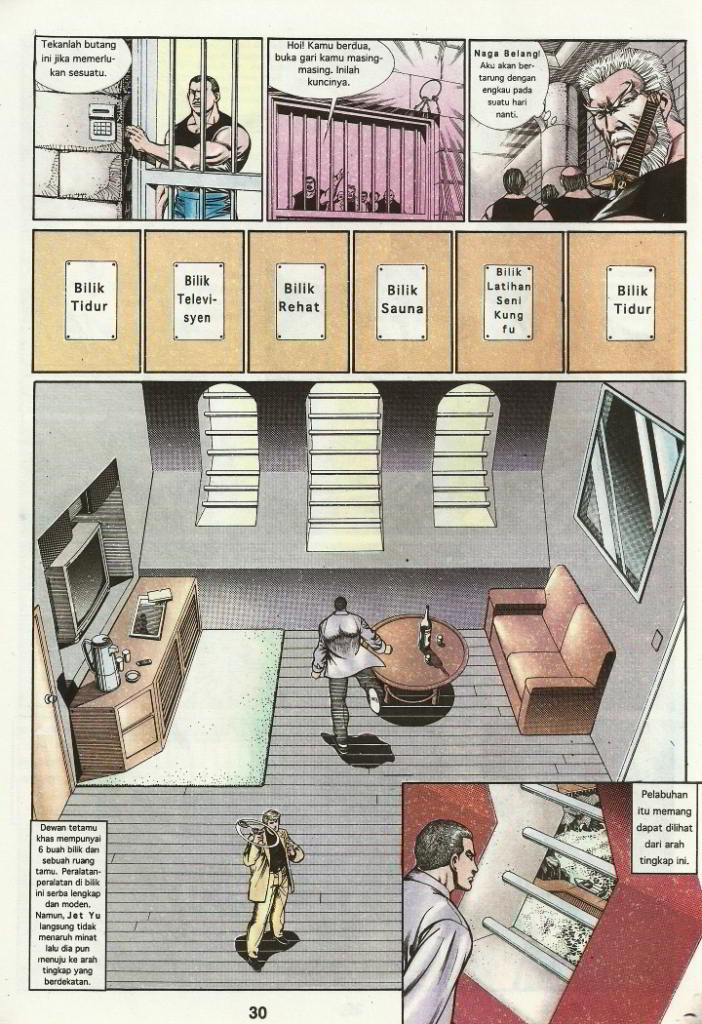 Tekanlah butang
ini jika memerlu-
kan sesuatu.
Hoi! Kamu berdua,
buka gari kamu masing-
masing. Inilah
kuncinya.
Naga Belang!
Aku akan ber-
tarung dengan
engkau pada
suatu hari
nanti.
Bilik
Tidur
Bilik
Televi-
syen
Bilik
Rehat
Bilik
Sauna
Bilik
Latihan
Seni
Kung
fu
Bilik
Tidur
Dewan tetamu
khas mempunyai
6 buah bilik dan
sebuah ruang
tamu. Peralatan-
peralatan di bilik
ini serba lengkap
dan moden.
Namun, Jet Yu
langsung tidak
menaruh minat
lalu dia pun
menuju ke arah
tingkap yang
berdekatan.
Pelabuhan
itu memang
dapat dilihat
dari arah
tingkap ini.
30